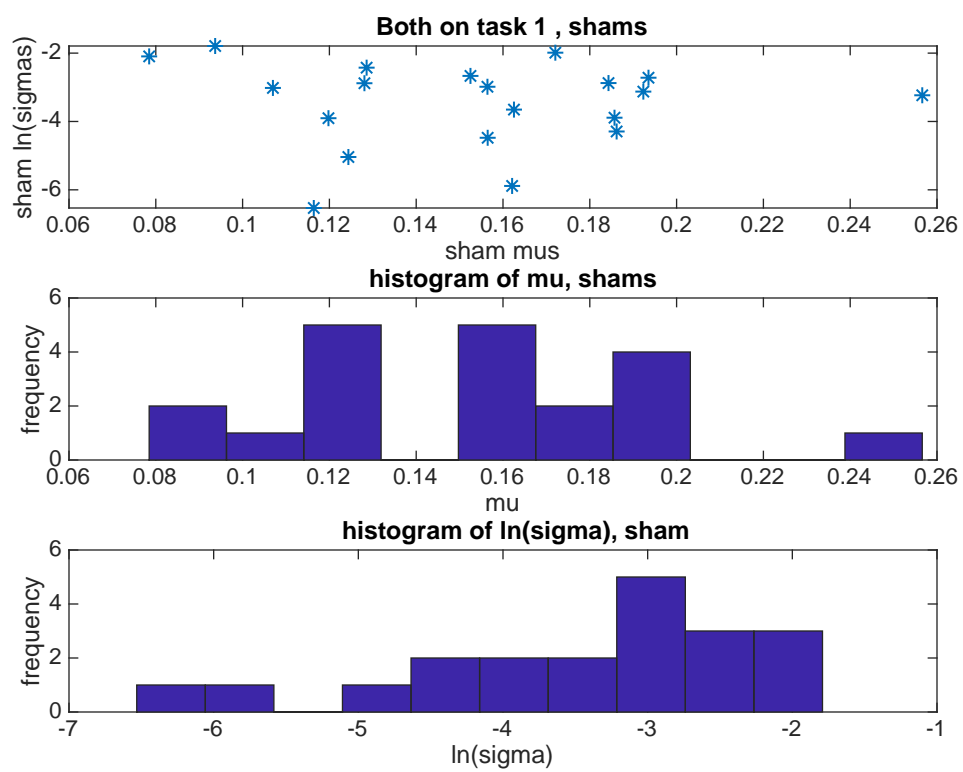 Both on task 1 , shams
sham ln(sigmas)
-2
-4
-6
0.06 0.08 0.1 0.12 0.14 0.16 0.18 0.2 0.22 0.24 0.26
sham mus
histogram of mu, shams
frequency
6
4
2
0
0.06 0.08 0.1 0.12 0.14 0.16 0.18 0.2 0.22 0.24 0.26
mu
histogram of ln(sigma), sham
frequency
6
4
2
0
-7 -6 -5 -4 -3 -2 -1
ln(sigma)